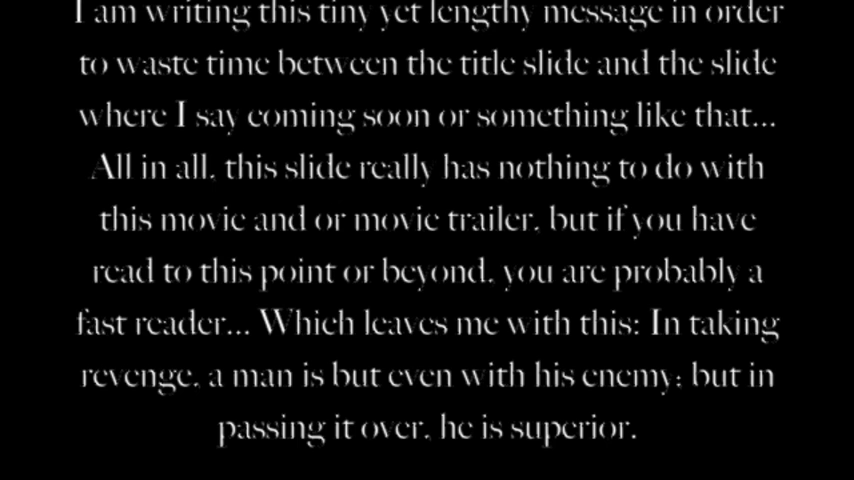 I am writing this tiny yet lengthy message in order
to waste time between the title slide and the slide
where I say coming soon or something like that...
All in all, this slide really has nothing to do with
this movie and or movie trailer, but if you have
read to this point or beyond, you are probably a
fast reader... Which leaves me with this: In taking
revenge, a man is but even with his enemy; but in
passing it over, he is superior.